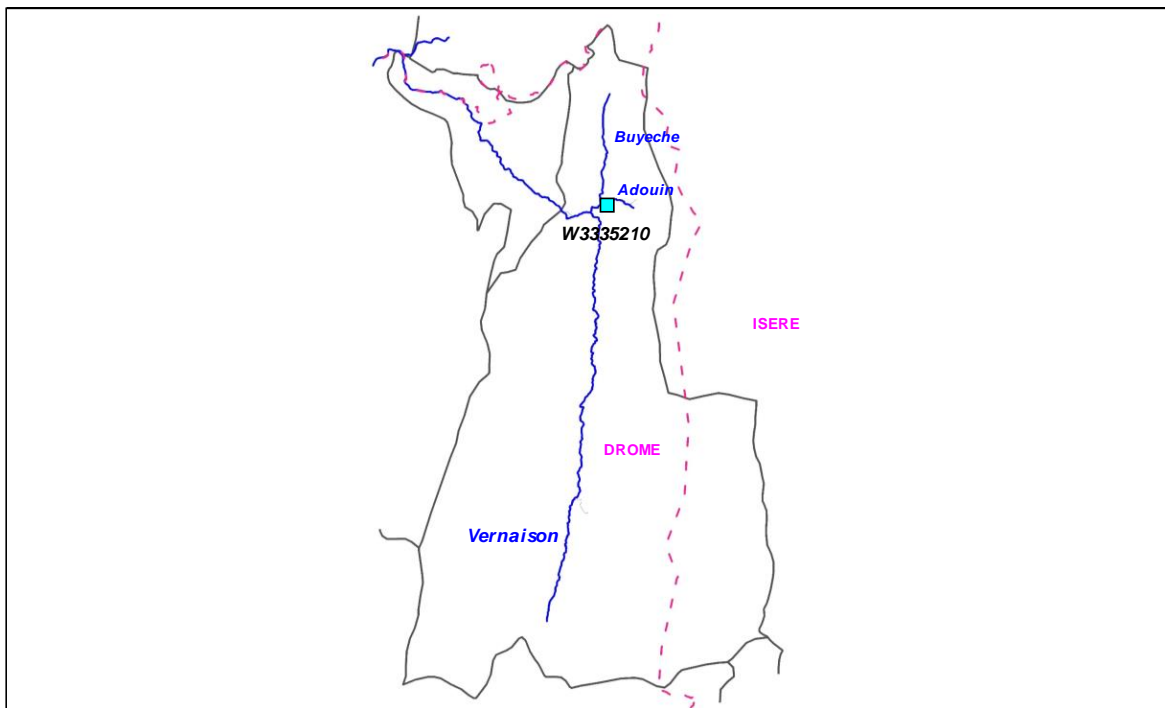 Buyeche
Adouin
W3335210
ISERE
DROME
Vernaison